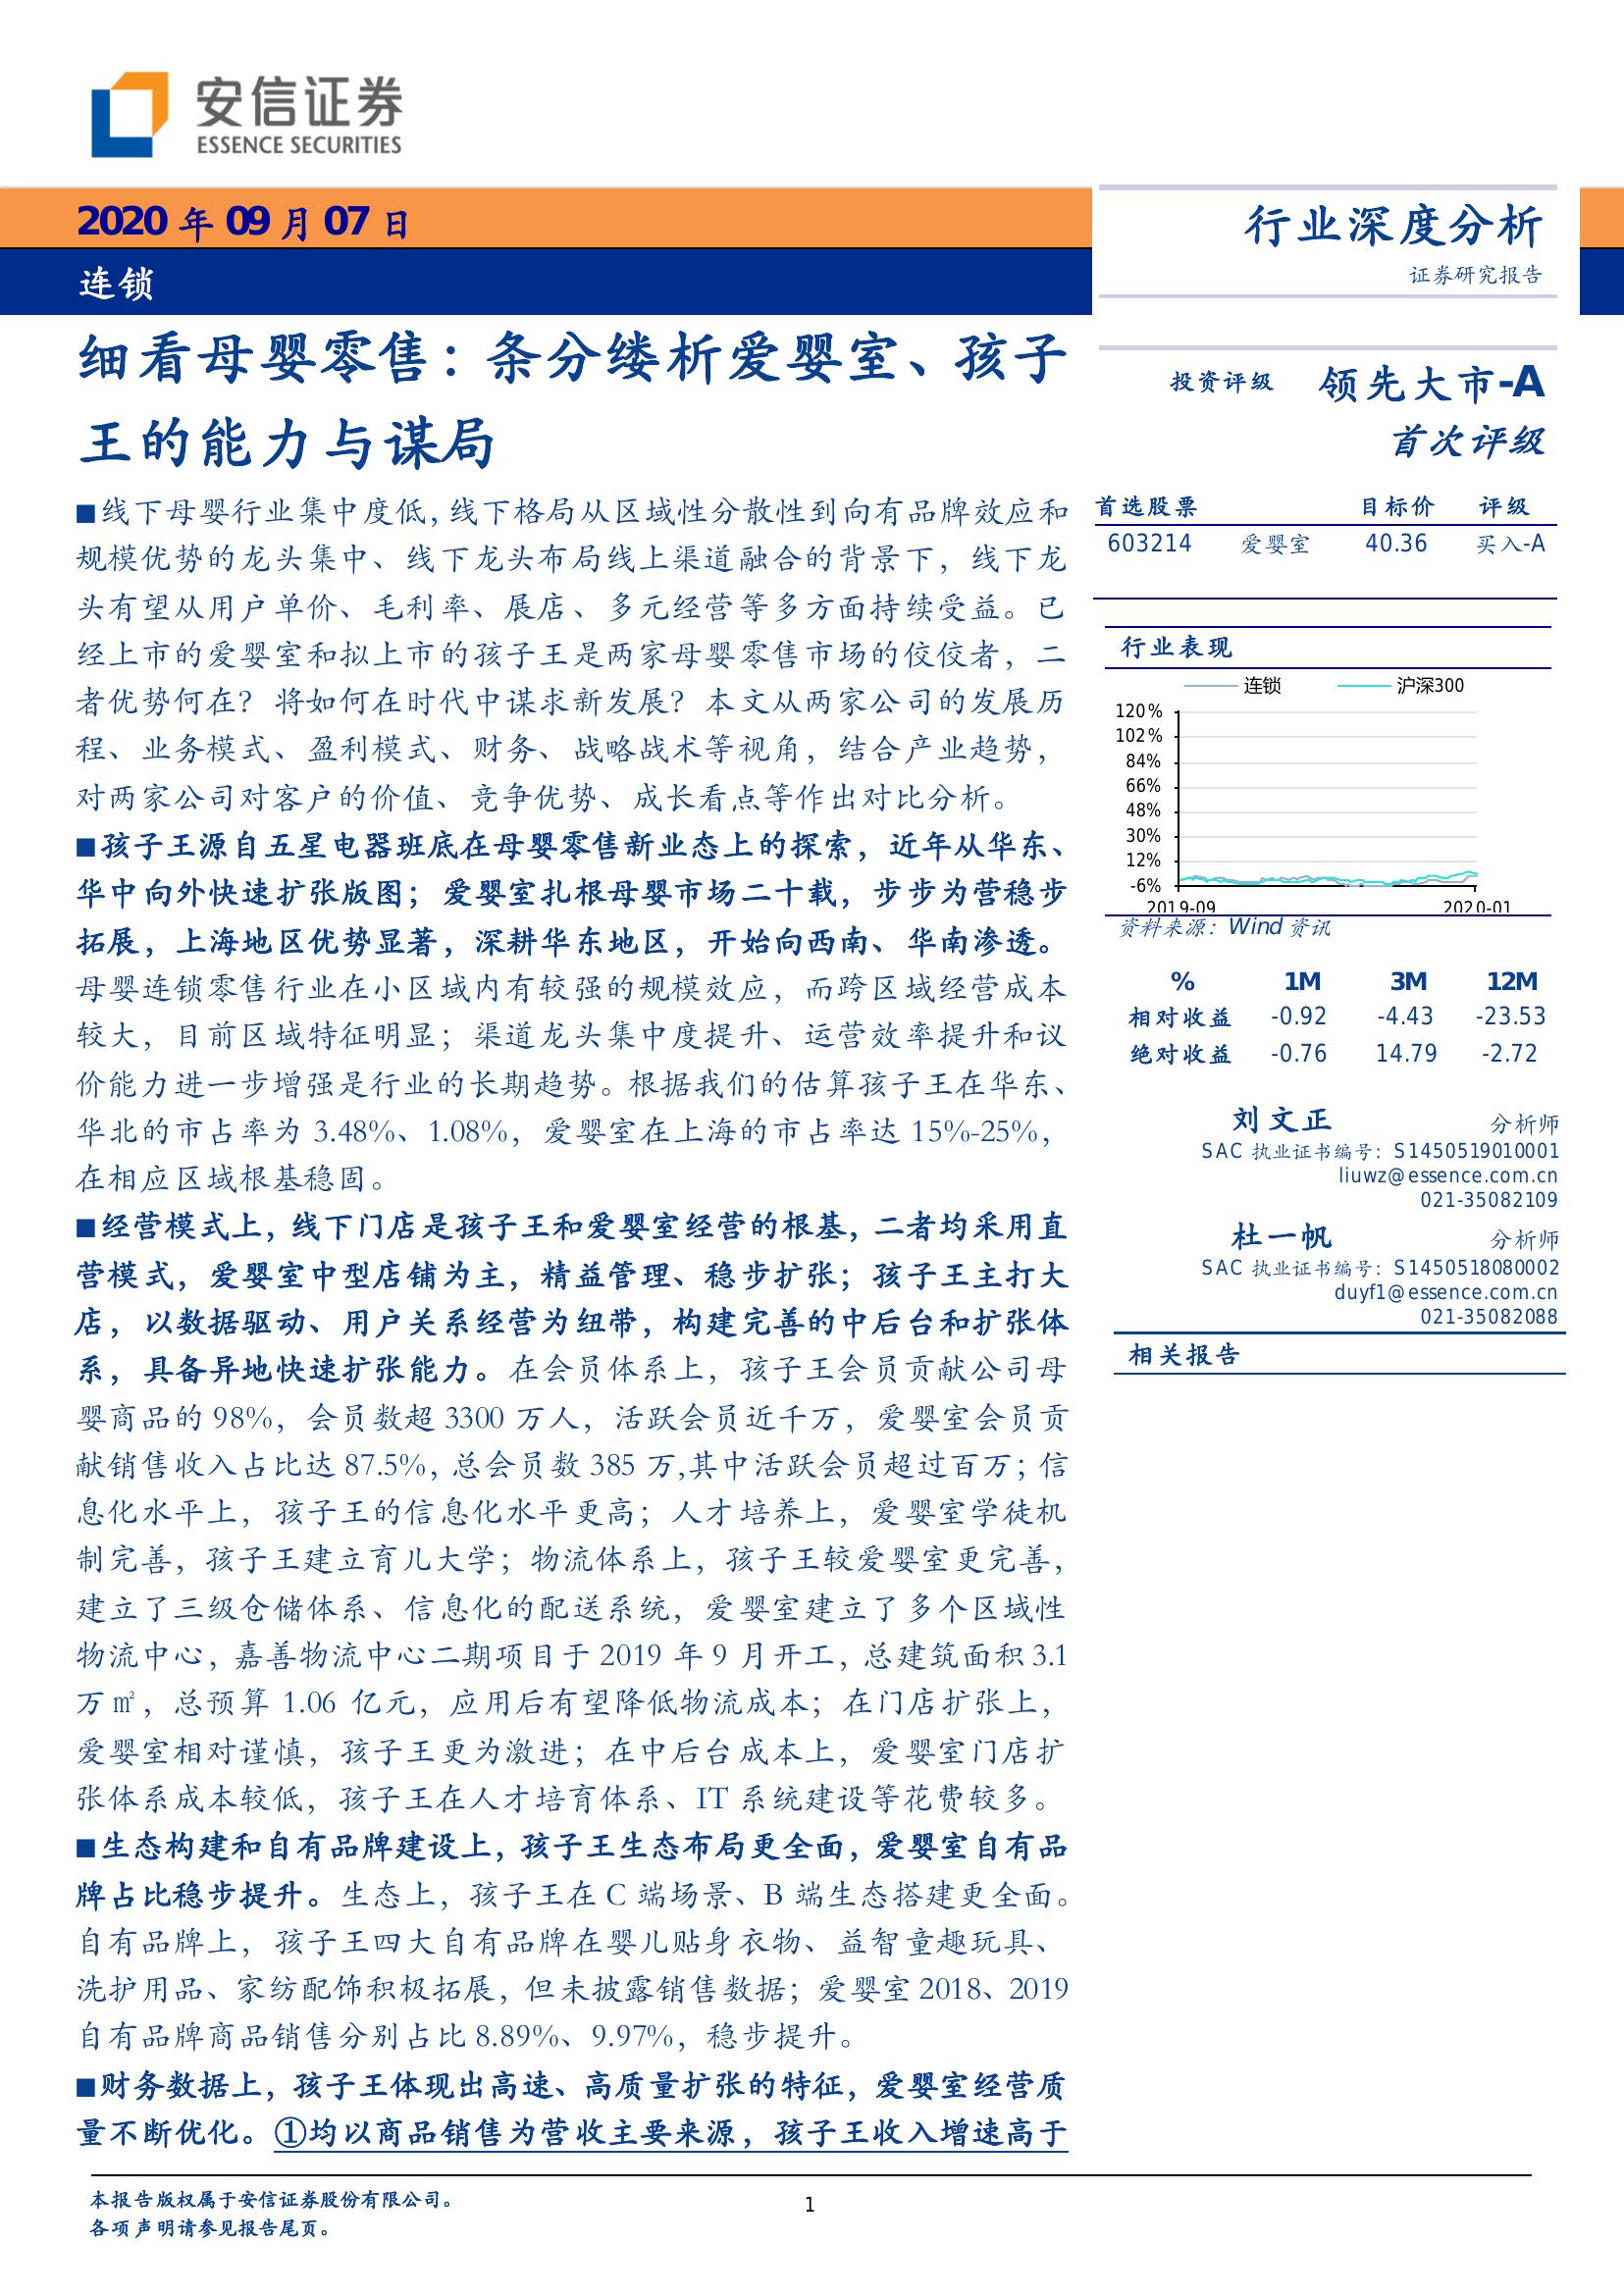 安信证券
ESSENCE SECURITIES
2020 年 09 月 07 日
连锁
行业深度分析
证券研究报告
细看母婴零售：条分缕析爱婴室、孩子
王的能力与谋局
■线下母婴行业集中度低，线下格局从区域性分散性到向有品牌效应和
规模优势的龙头集中、线下龙头布局线上渠道融合的背景下，线下龙
头有望从用户单价、毛利率、展店、多元经营等多方面持续受益。已
经上市的爱婴室和拟上市的孩子王是两家母婴零售市场的佼佼者，二
者优势何在？将如何在时代中谋求新发展？本文从两家公司的发展历
程、业务模式、盈利模式、财务、战略战术等视角，结合产业趋势，
对两家公司对客户的价值、竞争优势、成长看点等作出对比分析。
■孩子王源自五星电器班底在母婴零售新业态上的探索，近年从华东、
华中向外快速扩张版图；爱婴室扎根母婴市场二十载，步步为营稳步
拓展，上海地区优势显著，深耕华东地区，开始向西南、华南渗透。
母婴连锁零售行业在小区域内有较强的规模效应，而跨区域经营成本
较大，目前区域特征明显；渠道龙头集中度提升、运营效率提升和议
价能力进一步增强是行业的长期趋势。根据我们的估算孩子王在华东、
华北的市占率为 3.48%、1.08%，爱婴室在上海的市占率达 15%-25%，
在相应区域根基稳固。
■经营模式上，线下门店是孩子王和爱婴室经营的根基，二者均采用直
营模式，爱婴室中型店铺为主，精益管理、稳步扩张；孩子王主打大
店，以数据驱动、用户关系经营为纽带，构建完善的中后台和扩张体
系，具备异地快速扩张能力。在会员体系上，孩子王会员贡献公司母
婴商品的 98%，会员数超 3300 万人，活跃会员近千万，爱婴室会员贡
献销售收入占比达 87.5%，总会员数 385 万,其中活跃会员超过百万；信
息化水平上，孩子王的信息化水平更高；人才培养上，爱婴室学徒机
制完善，孩子王建立育儿大学；物流体系上，孩子王较爱婴室更完善，
建立了三级仓储体系、信息化的配送系统，爱婴室建立了多个区域性
物流中心，嘉善物流中心二期项目于 2019 年 9 月开工，总建筑面积 3.1
万㎡，总预算 1.06 亿元，应用后有望降低物流成本；在门店扩张上，
爱婴室相对谨慎，孩子王更为激进；在中后台成本上，爱婴室门店扩
张体系成本较低，孩子王在人才培育体系、IT 系统建设等花费较多。
■生态构建和自有品牌建设上，孩子王生态布局更全面，爱婴室自有品
牌占比稳步提升。生态上，孩子王在 C 端场景、B 端生态搭建更全面。
自有品牌上，孩子王四大自有品牌在婴儿贴身衣物、益智童趣玩具、
洗护用品、家纺配饰积极拓展，但未披露销售数据；爱婴室 2018、2019
自有品牌商品销售分别占比 8.89%、9.97%，稳步提升。
■财务数据上，孩子王体现出高速、高质量扩张的特征，爱婴室经营质
量不断优化。①均以商品销售为营收主要来源，孩子王收入增速高于
投资评级 领先大市-A
首次评级
首选股票 目标价 评级
603214 爱婴室 40.36 买入-A
行业表现
连锁 沪深300
120%
102%
84%
66%
48%
30%
12%
-6%
2019-09 2020-01
资料来源：Wind 资讯
% 1M 3M 12M
相对收益 -0.92 -4.43 -23.53
绝对收益 -0.76 14.79 -2.72
刘文正 分析师
SAC 执业证书编号：S1450519010001
liuwz@essence.com.cn
021-35082109
杜一帆 分析师
SAC 执业证书编号：S1450518080002
duyf1@essence.com.cn
021-35082088
相关报告
本报告版权属于安信证券股份有限公司。
各项声明请参见报告尾页。
1